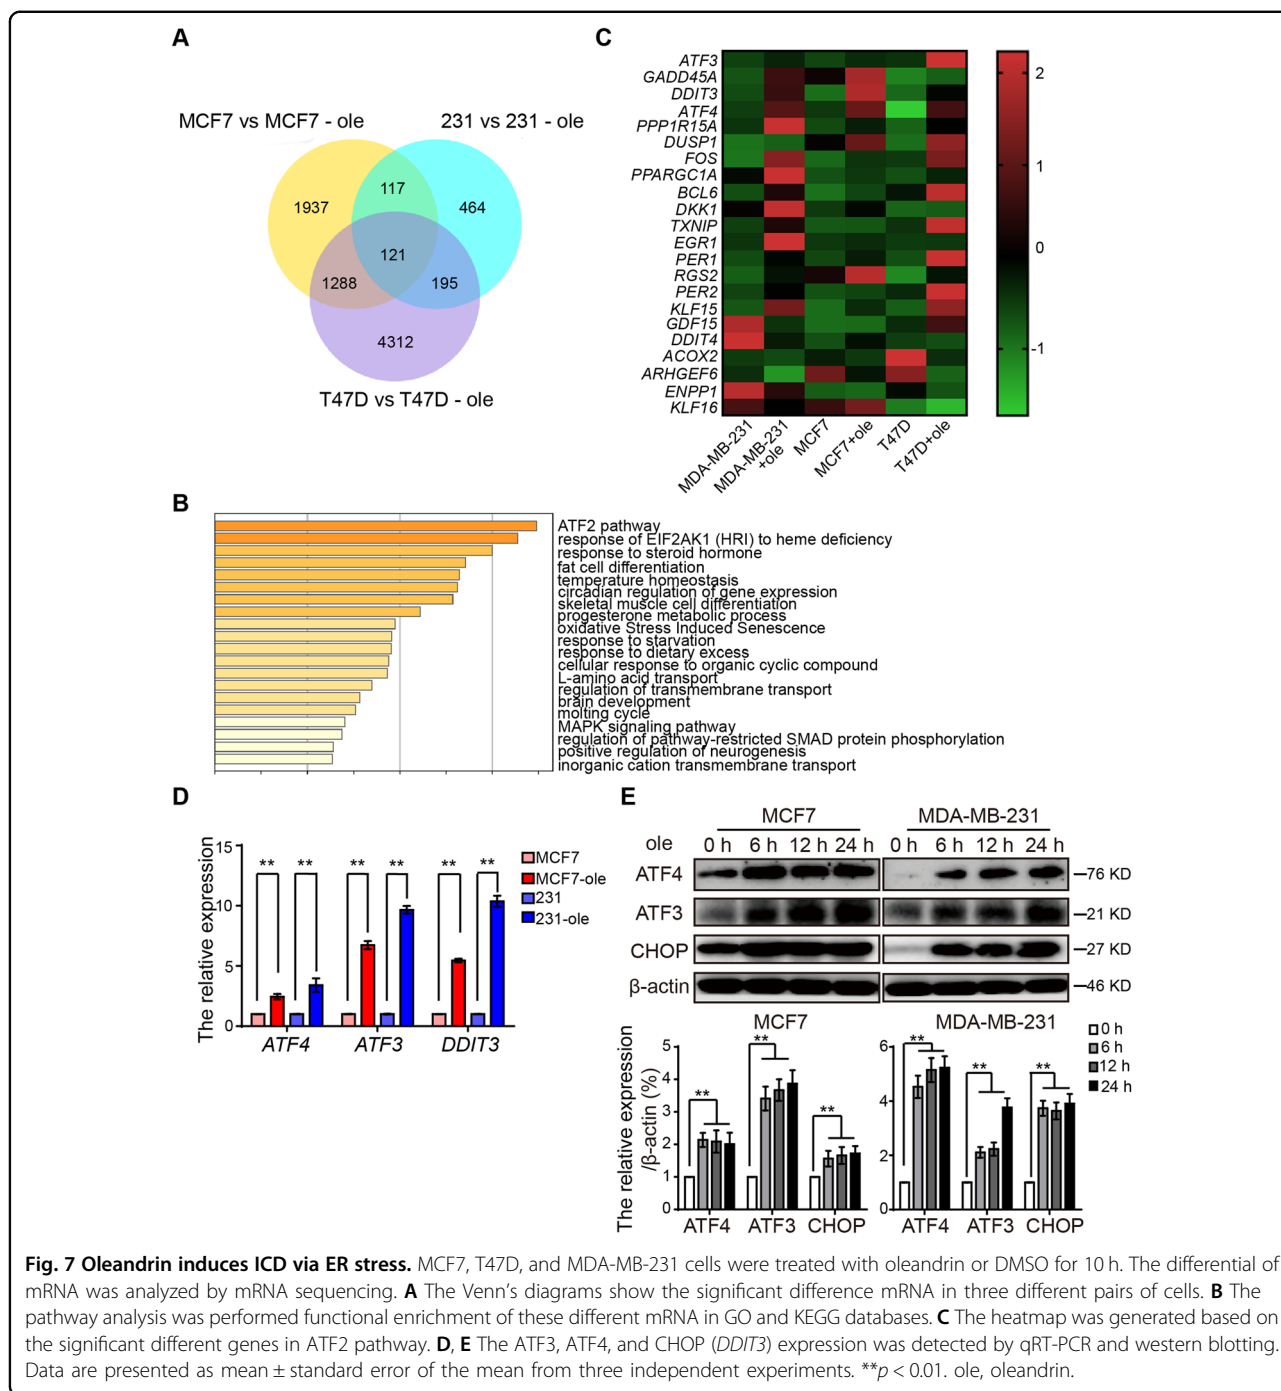 A
MCF7 vs MCF7 - ole
231 vs 231 - ole
1937
117
464
121
1288
195
4312
T47D vs T47D - ole
C
ATF3
GADD45A
DDIT3
ATF4
PPP1R15A
DUSP1
FOS
PPARGC1A
BCL6
DKK1
TXNIP
EGR1
PER1
RGS2
PER2
KLF15
GDF15
DDIT4
ACOX2
ARHGEF6
ENPP1
KLF16
MDA-MB-231
MDA-MB-231
+ole
MCF7
MCF7+ole
T47D
T47D+ole
2
1
0
-1
B
ATF2 pathway
response of EIF2AK1 (HRI) to heme deficiency
response to steroid hormone
fat cell differentiation
temperature homeostasis
circadian regulation of gene expression
skeletal muscle cell differentiation
progesterone metabolic process
oxidative Stress Induced Senescence
response to starvation
response to dietary excess
cellular response to organic cyclic compound
L-amino acid transport
regulation of transmembrane transport
brain development
molting cycle
MAPK signaling pathway
regulation of pathway-restricted SMAD protein phosphorylation
positive regulation of neurogenesis
inorganic cation transmembrane transport
D
The relative expression
15
10
5
0
** ** ** ** ** **
ATF4 ATF3 DDIT3
MCF7
MCF7-ole
231
231-ole
E
MCF7 MDA-MB-231
ole 0 h 6 h 12 h 24 h 0 h 6 h 12 h 24 h
ATF4 76 KD
ATF3 21 KD
CHOP 27 KD
β-actin 46 KD
The relative expression
/β-actin (%)
MCF7
5
4
3
2
1
0
** ** **
ATF4 ATF3 CHOP
MDA-MB-231
6
4
2
0
** ** **
ATF4 ATF3 CHOP
0 h
6 h
12 h
24 h
Fig. 7 Oleandrin induces ICD via ER stress. MCF7, T47D, and MDA-MB-231 cells were treated with oleandrin or DMSO for 10 h. The differential of
mRNA was analyzed by mRNA sequencing. A The Venn's diagrams show the significant difference mRNA in three different pairs of cells. B The
pathway analysis was performed functional enrichment of these different mRNA in GO and KEGG databases. C The heatmap was generated based on
the significant different genes in ATF2 pathway. D, E The ATF3, ATF4, and CHOP (DDIT3) expression was detected by qRT-PCR and western blotting.
Data are presented as mean ± standard error of the mean from three independent experiments. **p < 0.01. ole, oleandrin.